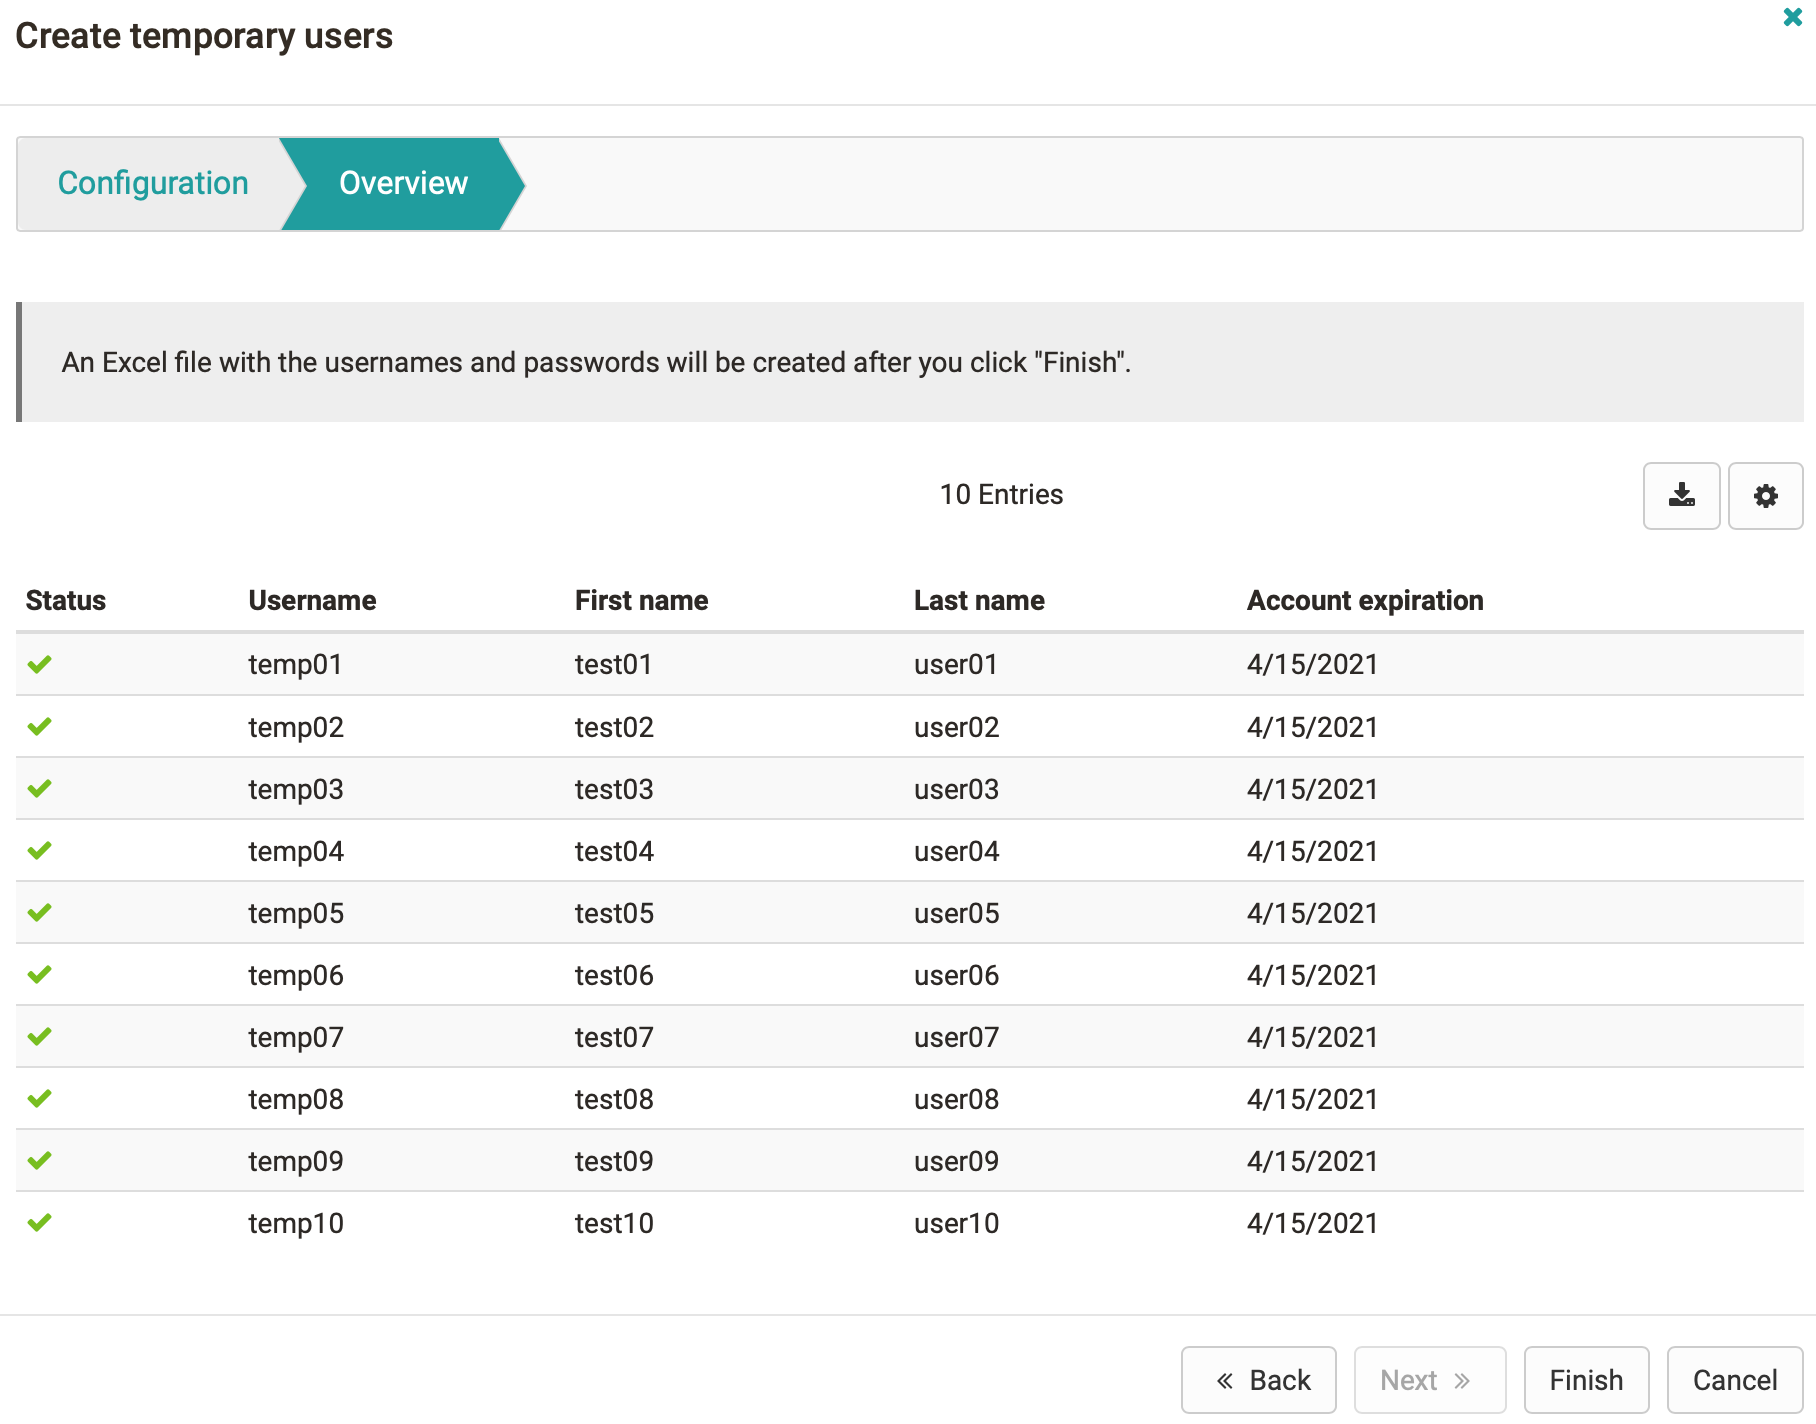 Create temporary users
Configuration Overview
An Excel file with the usernames and passwords will be created after you click "Finish".
10 Entries
Status Username First name Last name Account expiration
temp01 test01 user01 4/15/2021
temp02 test02 user02 4/15/2021
temp03 test03 user03 4/15/2021
temp04 test04 user04 4/15/2021
temp05 test05 user05 4/15/2021
temp06 test06 user06 4/15/2021
temp07 test07 user07 4/15/2021
temp08 test08 user08 4/15/2021
temp09 test09 user09 4/15/2021
temp10 test10 user10 4/15/2021
« Back Next » Finish Cancel